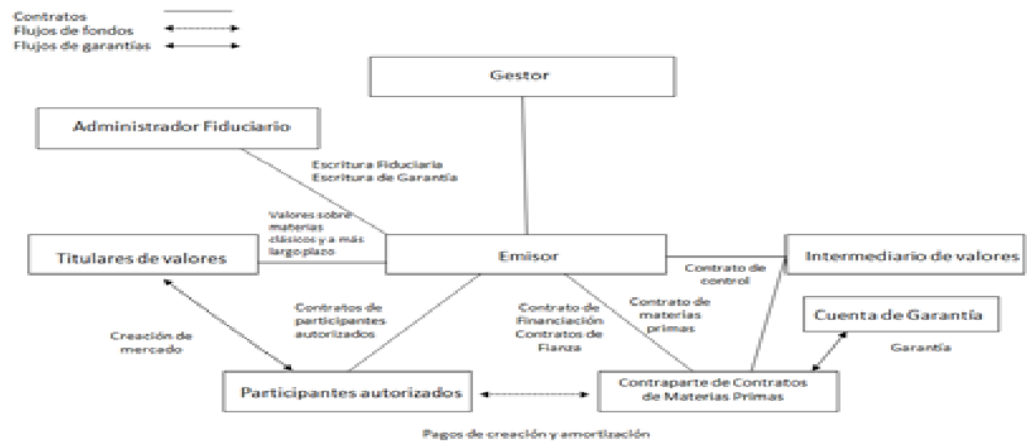 Contratos
Flujos de fondos
Flujos de garantías
Gestor
Administrador Fiduciario
Escritura Fiduciaria
Escritura de Garantía
Valores sobre
materias
clásicos y a más
largo plazo
Titulares de valores
Emisor
Intermediario de valores
Contrato de
control
Contratos de
participantes
autorizados
Contrato de
Financiación
Contratos de
Fianza
Contrato de
materias
primas
Cuenta de Garantía
Creación de
mercado
Garantía
Participantes autorizados
Contraparte de Contratos
de Materias Primas
Pagos de creación y amortización